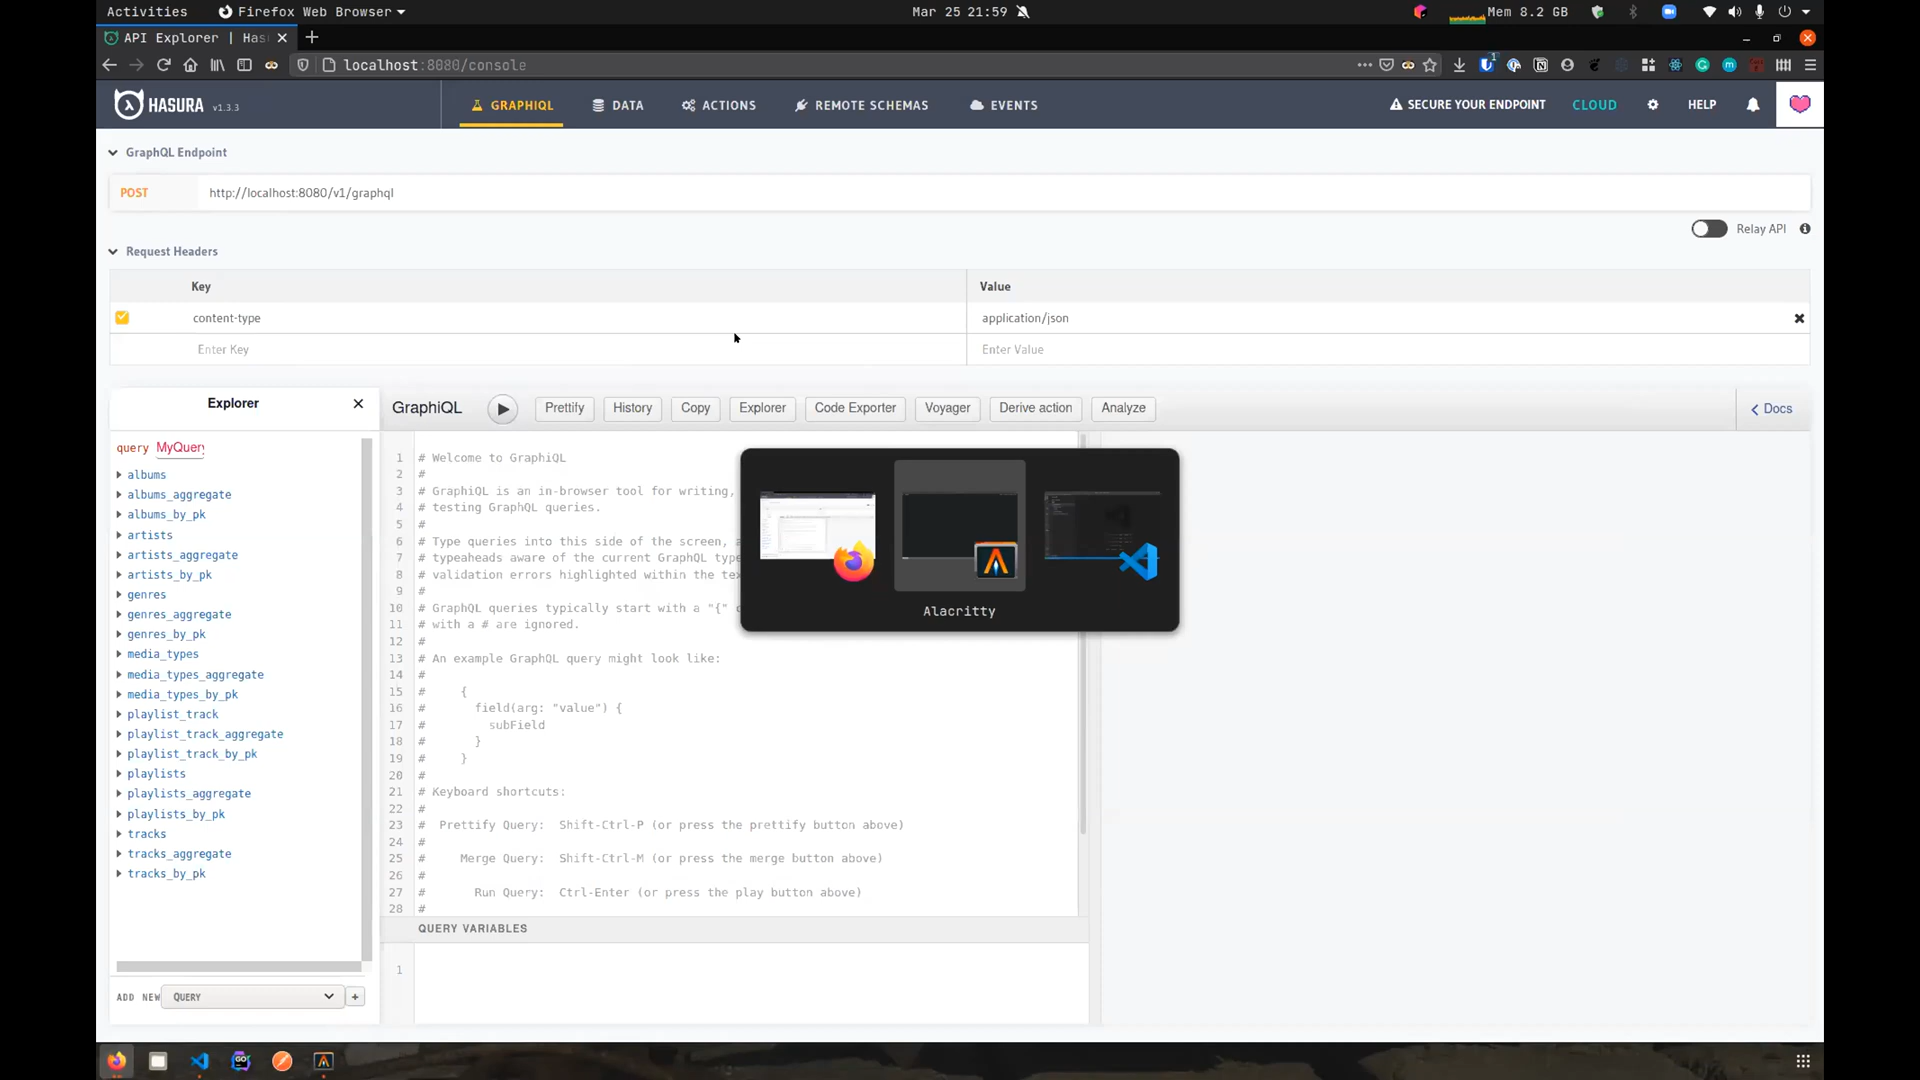 Activities
Firefox Web Browser
Mar 25 21:59
Mem 8.2 GB
API Explorer | Has
localhost:8080/console
HASURA v1.3.3
GRAPHIQL
DATA
ACTIONS
REMOTE SCHEMAS
EVENTS
SECURE YOUR ENDPOINT
CLOUD
HELP
GraphQL Endpoint
POST
http://localhost:8080/v1/graphql
Relay API
Request Headers
Key
Value
content-type
application/json
Enter Key
Enter Value
Explorer
GraphiQL
Prettify
History
Copy
Explorer
Code Exporter
Voyager
Derive action
Analyze
Docs
query MyQuery
albums
albums_aggregate
albums_by_pk
artists
artists_aggregate
artists_by_pk
genres
genres_aggregate
genres_by_pk
media_types
media_types_aggregate
media_types_by_pk
playlist_track
playlist_track_aggregate
playlist_track_by_pk
playlists
playlists_aggregate
playlists_by_pk
tracks
tracks_aggregate
tracks_by_pk
ADD NEW
QUERY
+
1 # Welcome to GraphiQL
2 #
3 # GraphiQL is an in-browser tool for writing,
4 # testing GraphQL queries.
5 #
6 # Type queries into this side of the screen,
7 # typeaheads aware of the current GraphQL type
8 # validation errors highlighted within the
9 #
10 # GraphQL queries typically start with a "{"
11 # with a # are ignored.
12 #
13 # An example GraphQL query might look like:
14 #
15 # {
16 # field(arg: "value") {
17 # subField
18 # }
19 # }
20 #
21 # Keyboard shortcuts:
22 #
23 # Prettify Query: Shift-Ctrl-P (or press the prettify button above)
24 #
25 # Merge Query: Shift-Ctrl-M (or press the merge button above)
26 #
27 # Run Query: Ctrl-Enter (or press the play button above)
28 #
QUERY VARIABLES
1
Alacritty